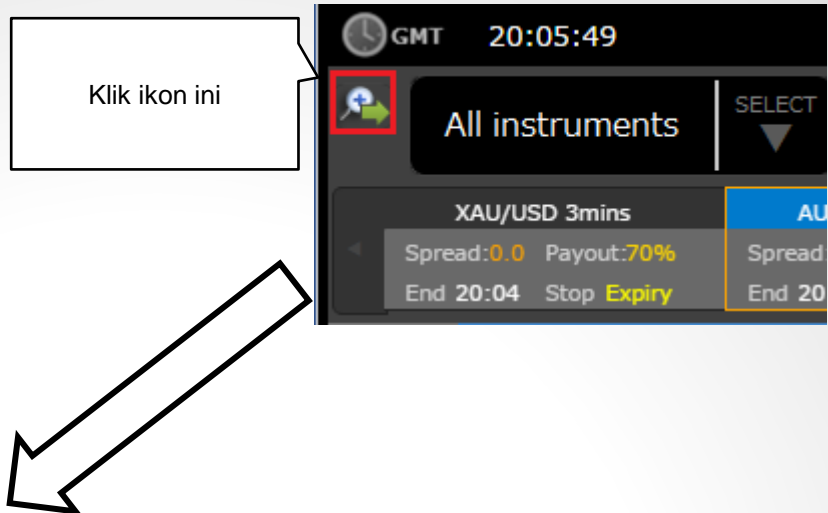 Klik ikon ini
GMT 20:05:49
All instruments
SELECT
XAU/USD 3mins
AU
Spread:0.0 Payout:70%
Spread:
End 20:04 Stop Expiry
End 20